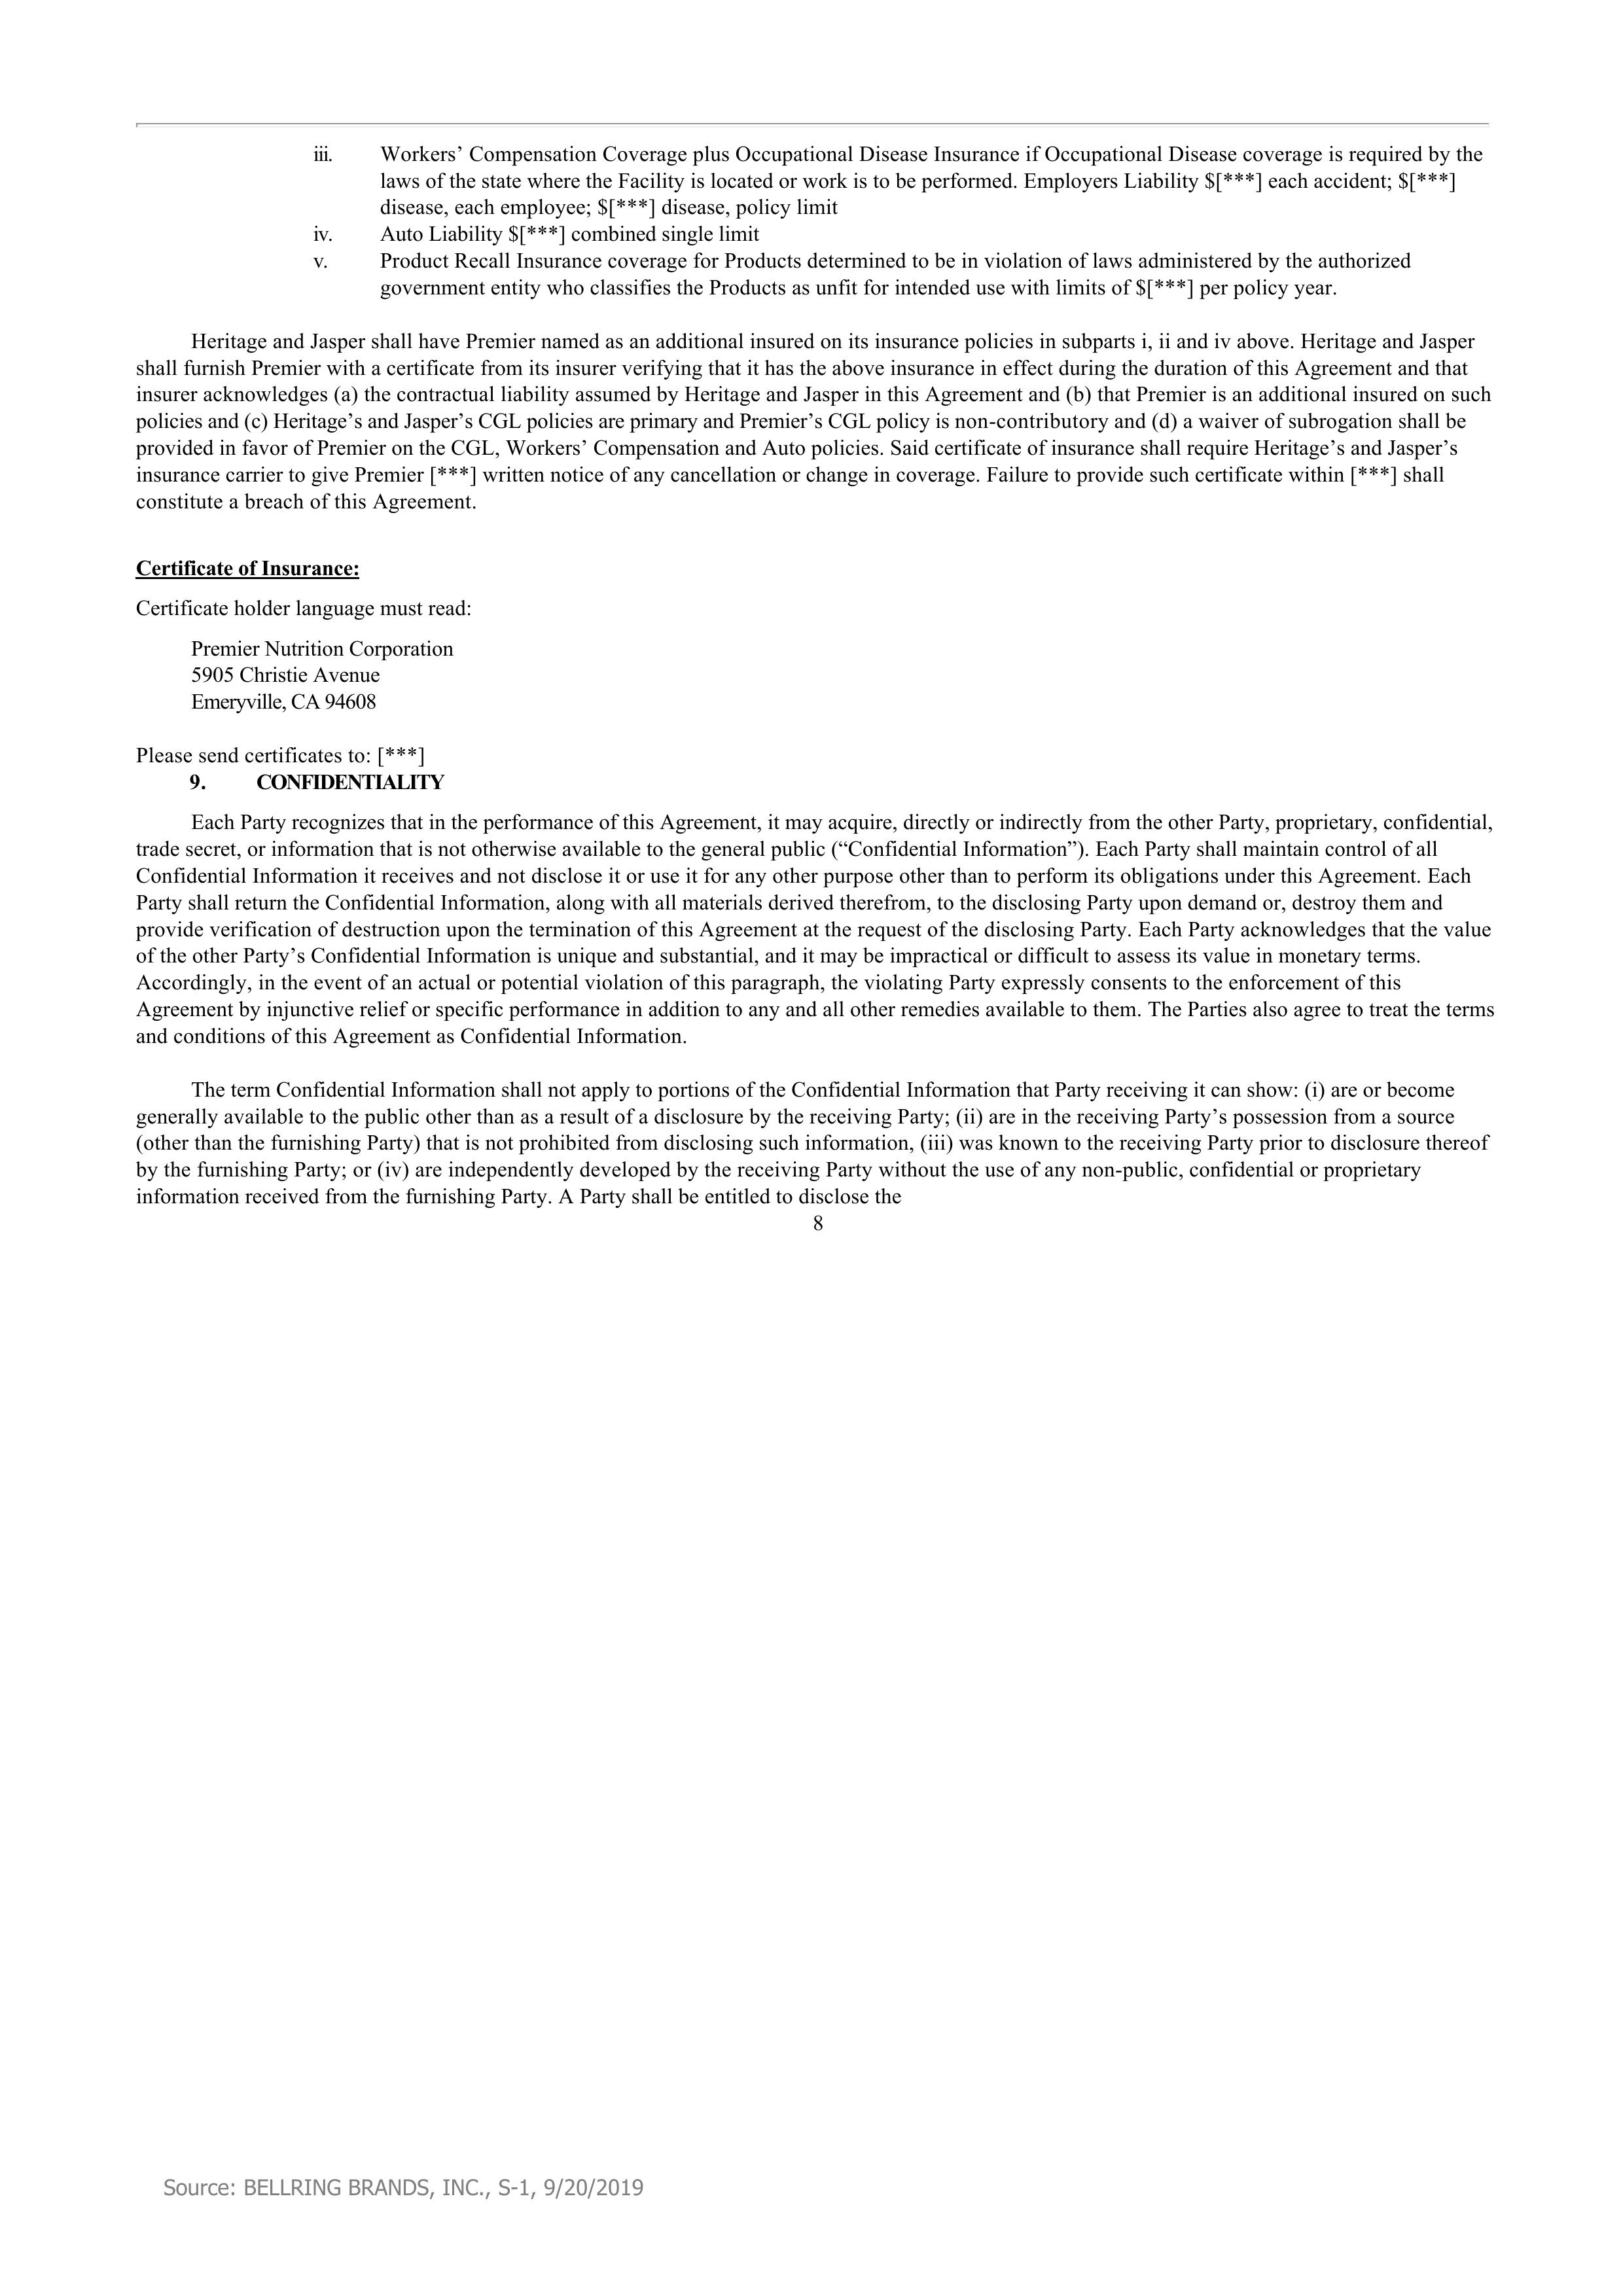 iii. Workers’ Compensation Coverage plus Occupational Disease Insurance if Occupational Disease coverage is required by the
laws of the state where the Facility is located or work is to be performed. Employers Liability $[***] each accident; $[***]
disease, each employee; $[***] disease, policy limit
iv. Auto Liability $[***] combined single limit
v. Product Recall Insurance coverage for Products determined to be in violation of laws administered by the authorized
government entity who classifies the Products as unfit for intended use with limits of $[***] per policy year.
Heritage and Jasper shall have Premier named as an additional insured on its insurance policies in subparts i, ii and iv above. Heritage and Jasper
shall furnish Premier with a certificate from its insurer verifying that it has the above insurance in effect during the duration of this Agreement and that
insurer acknowledges (a) the contractual liability assumed by Heritage and Jasper in this Agreement and (b) that Premier is an additional insured on such
policies and (c) Heritage’s and Jasper’s CGL policies are primary and Premier’s CGL policy is non-contributory and (d) a waiver of subrogation shall be
provided in favor of Premier on the CGL, Workers’ Compensation and Auto policies. Said certificate of insurance shall require Heritage’s and Jasper’s
insurance carrier to give Premier [***] written notice of any cancellation or change in coverage. Failure to provide such certificate within [***] shall
constitute a breach of this Agreement.
Certificate of Insurance:
Certificate holder language must read:
Premier Nutrition Corporation
5905 Christie Avenue
Emeryville, CA 94608
Please send certificates to: [***]
9. CONFIDENTIALITY
Each Party recognizes that in the performance of this Agreement, it may acquire, directly or indirectly from the other Party, proprietary, confidential,
trade secret, or information that is not otherwise available to the general public (“Confidential Information”). Each Party shall maintain control of all
Confidential Information it receives and not disclose it or use it for any other purpose other than to perform its obligations under this Agreement. Each
Party shall return the Confidential Information, along with all materials derived therefrom, to the disclosing Party upon demand or, destroy them and
provide verification of destruction upon the termination of this Agreement at the request of the disclosing Party. Each Party acknowledges that the value
of the other Party’s Confidential Information is unique and substantial, and it may be impractical or difficult to assess its value in monetary terms.
Accordingly, in the event of an actual or potential violation of this paragraph, the violating Party expressly consents to the enforcement of this
Agreement by injunctive relief or specific performance in addition to any and all other remedies available to them. The Parties also agree to treat the terms
and conditions of this Agreement as Confidential Information.
The term Confidential Information shall not apply to portions of the Confidential Information that Party receiving it can show: (i) are or become
generally available to the public other than as a result of a disclosure by the receiving Party; (ii) are in the receiving Party’s possession from a source
(other than the furnishing Party) that is not prohibited from disclosing such information, (iii) was known to the receiving Party prior to disclosure thereof
by the furnishing Party; or (iv) are independently developed by the receiving Party without the use of any non-public, confidential or proprietary
information received from the furnishing Party. A Party shall be entitled to disclose the
8
Source: BELLRING BRANDS, INC., S-1, 9/20/2019